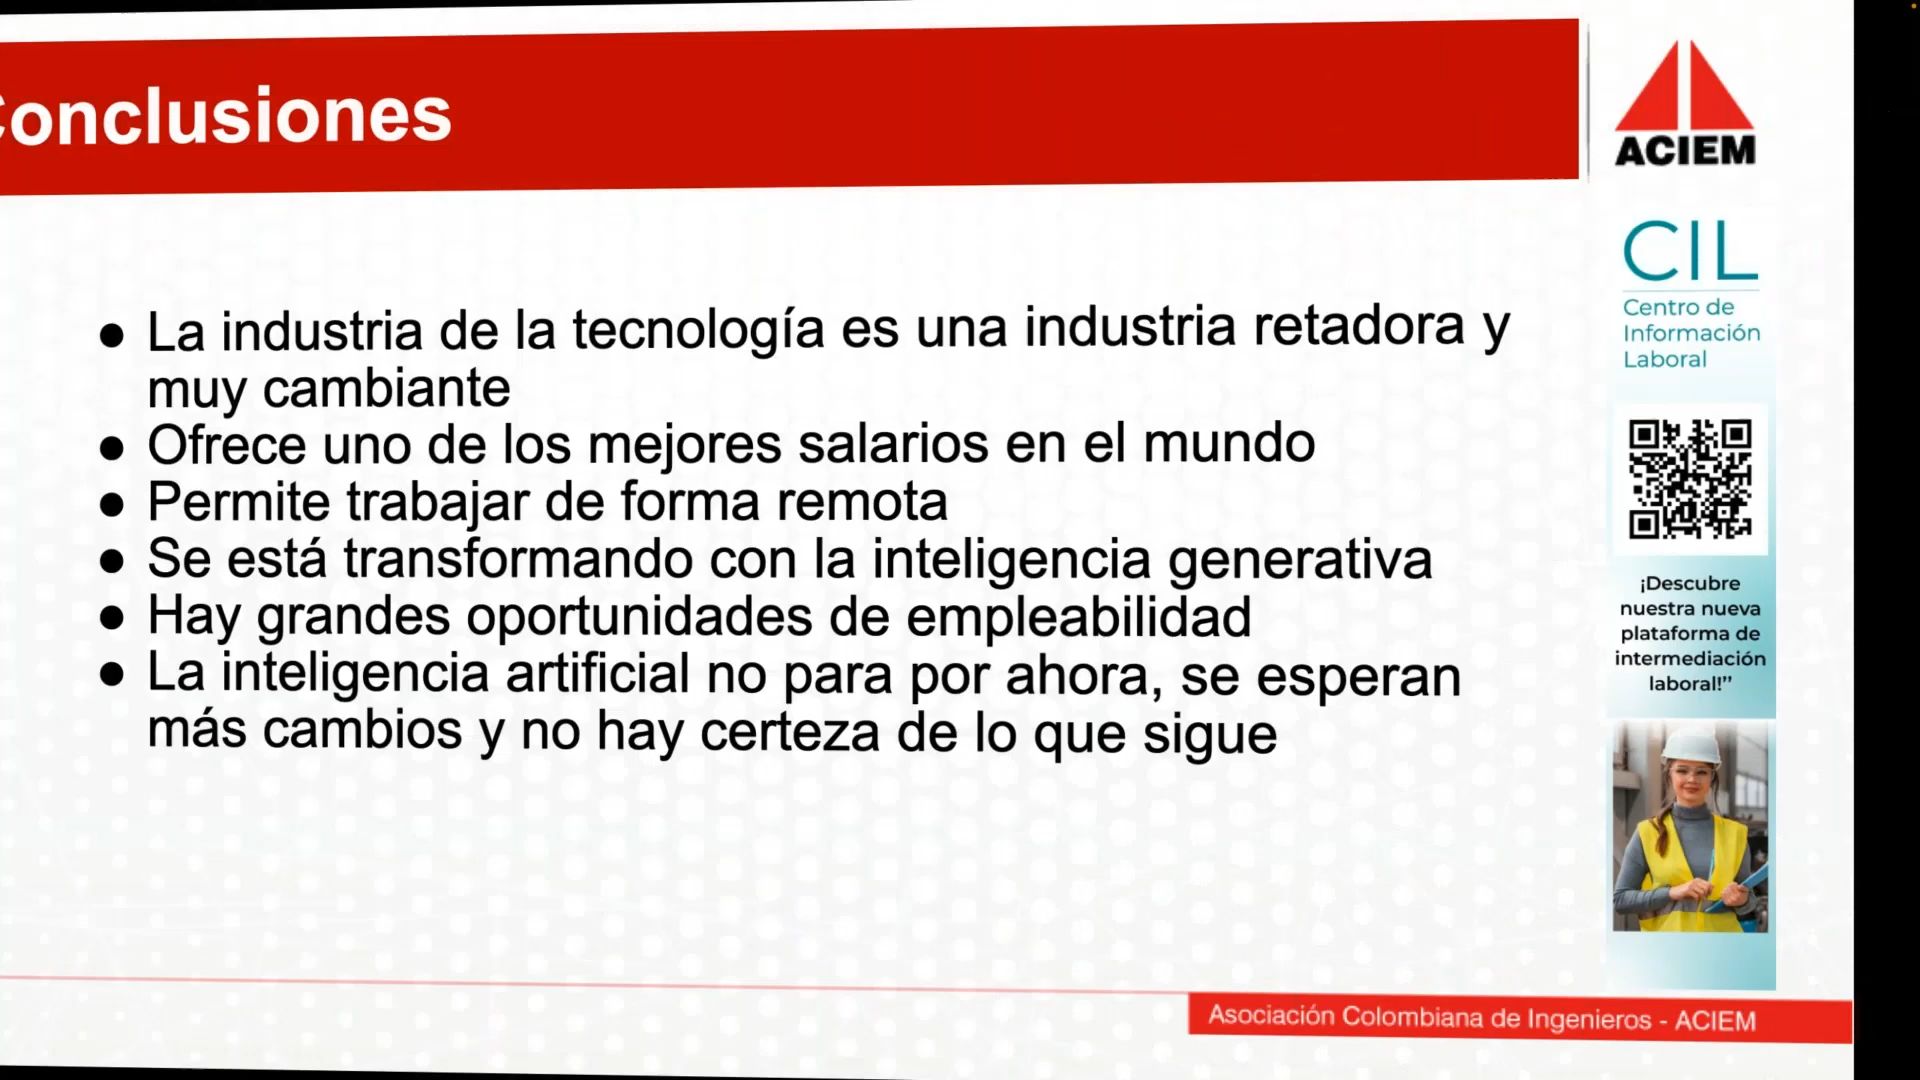 Conclusiones
● La industria de la tecnología es una industria retadora y
muy cambiante
● Ofrece uno de los mejores salarios en el mundo
● Permite trabajar de forma remota
● Se está transformando con la inteligencia generativa
● Hay grandes oportunidades de empleabilidad
● La inteligencia artificial no para por ahora, se esperan
más cambios y no hay certeza de lo que sigue
ACIEM
CIL
Centro de
Información
Laboral
¡Descubre
nuestra nueva
plataforma de
intermediación
laboral!”
Asociación Colombiana de Ingenieros - ACIEM